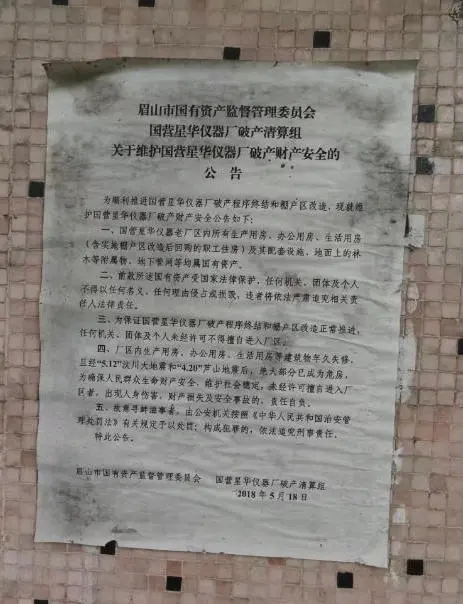 眉山市国有资产监督管理委员会
国营星华仪器厂破产清算组
关于维护国营星华仪器厂破产财产安全的
公 告
为顺利推进国营星华仪器厂破产程序终结和棚户区改造，现就维
护国营星华仪器厂破产财产安全公告如下：
一、国营星华仪器老厂区内所有生产用房、办公用房、生活用房
（含实施棚户区改造后回购的职工住房）及其配套设施、地面上的林
木等附属物、地下管网等均属国有资产。
二、前款所述国有资产受国家法律保护，任何机关、团体及个人
不得以任何名义、任何理由侵占或损毁，违者将依法严肃追究相关责
任人法律责任。
三、为保证国营星华仪器厂破产程序终结和棚户区改造正常推进，
任何机关、团体及个人未经许可不得擅自进入厂区；
四、厂区内生产用房、办公用房、生活用房等建筑物年久失修，
且经“5.12”汶川大地震和“4.20”芦山地震后，绝大部分已成为危房，
为确保人民群众生命财产安全、维护社会稳定，未经许可擅自进入厂
区者，出现人身伤害、财产损失及安全事故的，责任自负。
五、故意寻衅滋事者，由公安机关按照《中华人民共和国治安管
理处罚法》有关规定予以处罚；构成犯罪的，依法追究刑事责任。
特此公告。
眉山市国有资产监督管理委员会 国营星华仪器厂破产清算组
2018 年 5 月 18 日